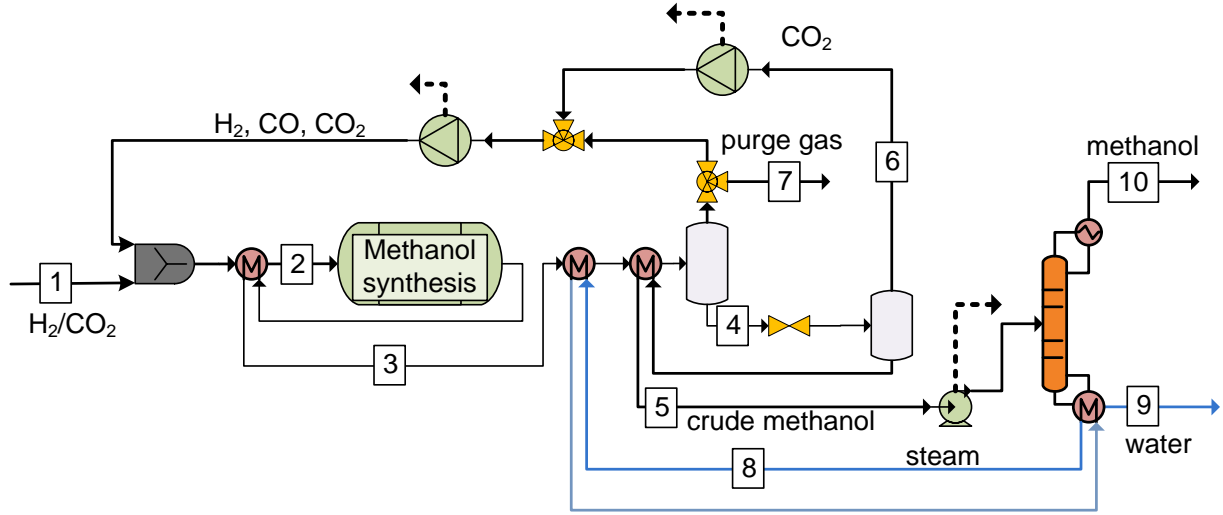 CO₂
H₂, CO, CO₂
purge gas
6
methanol
7
10
Methanol
synthesis
M
2
M
M
1
H₂/CO₂
4
3
5
crude methanol
M
9
water
steam
8